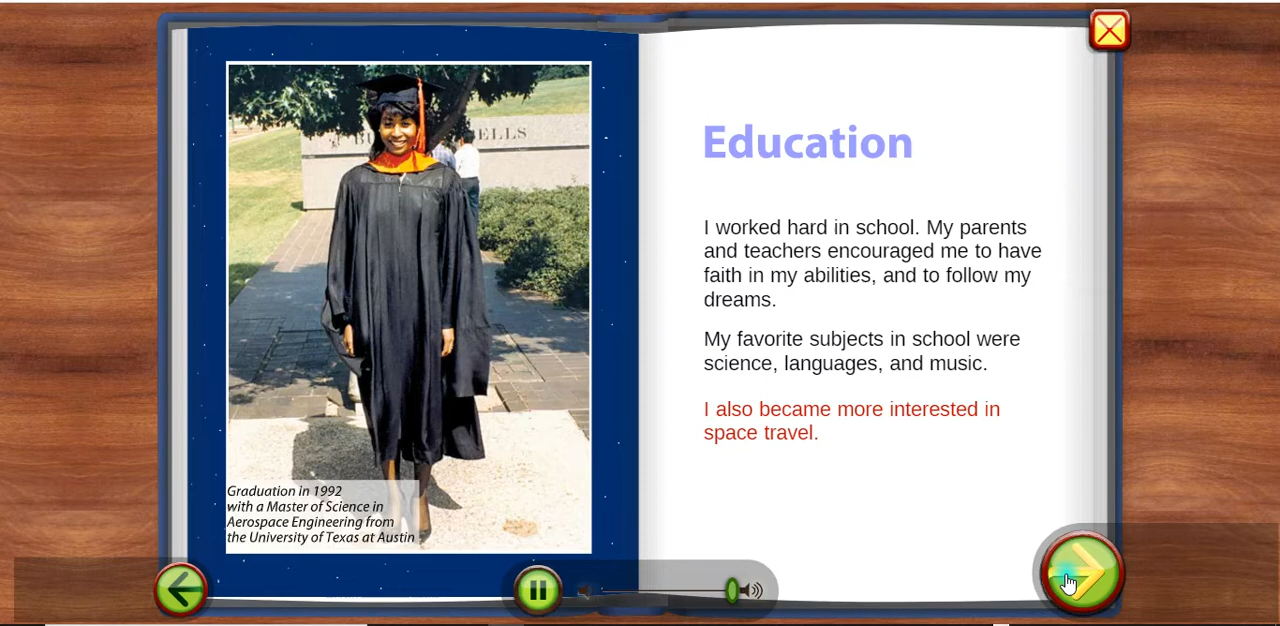 Education
I worked hard in school. My parents
and teachers encouraged me to have
faith in my abilities, and to follow my
dreams.
My favorite subjects in school were
science, languages, and music.
I also became more interested in
space travel.
Graduation in 1992
with a Master of Science in
Aerospace Engineering from
the University of Texas at Austin